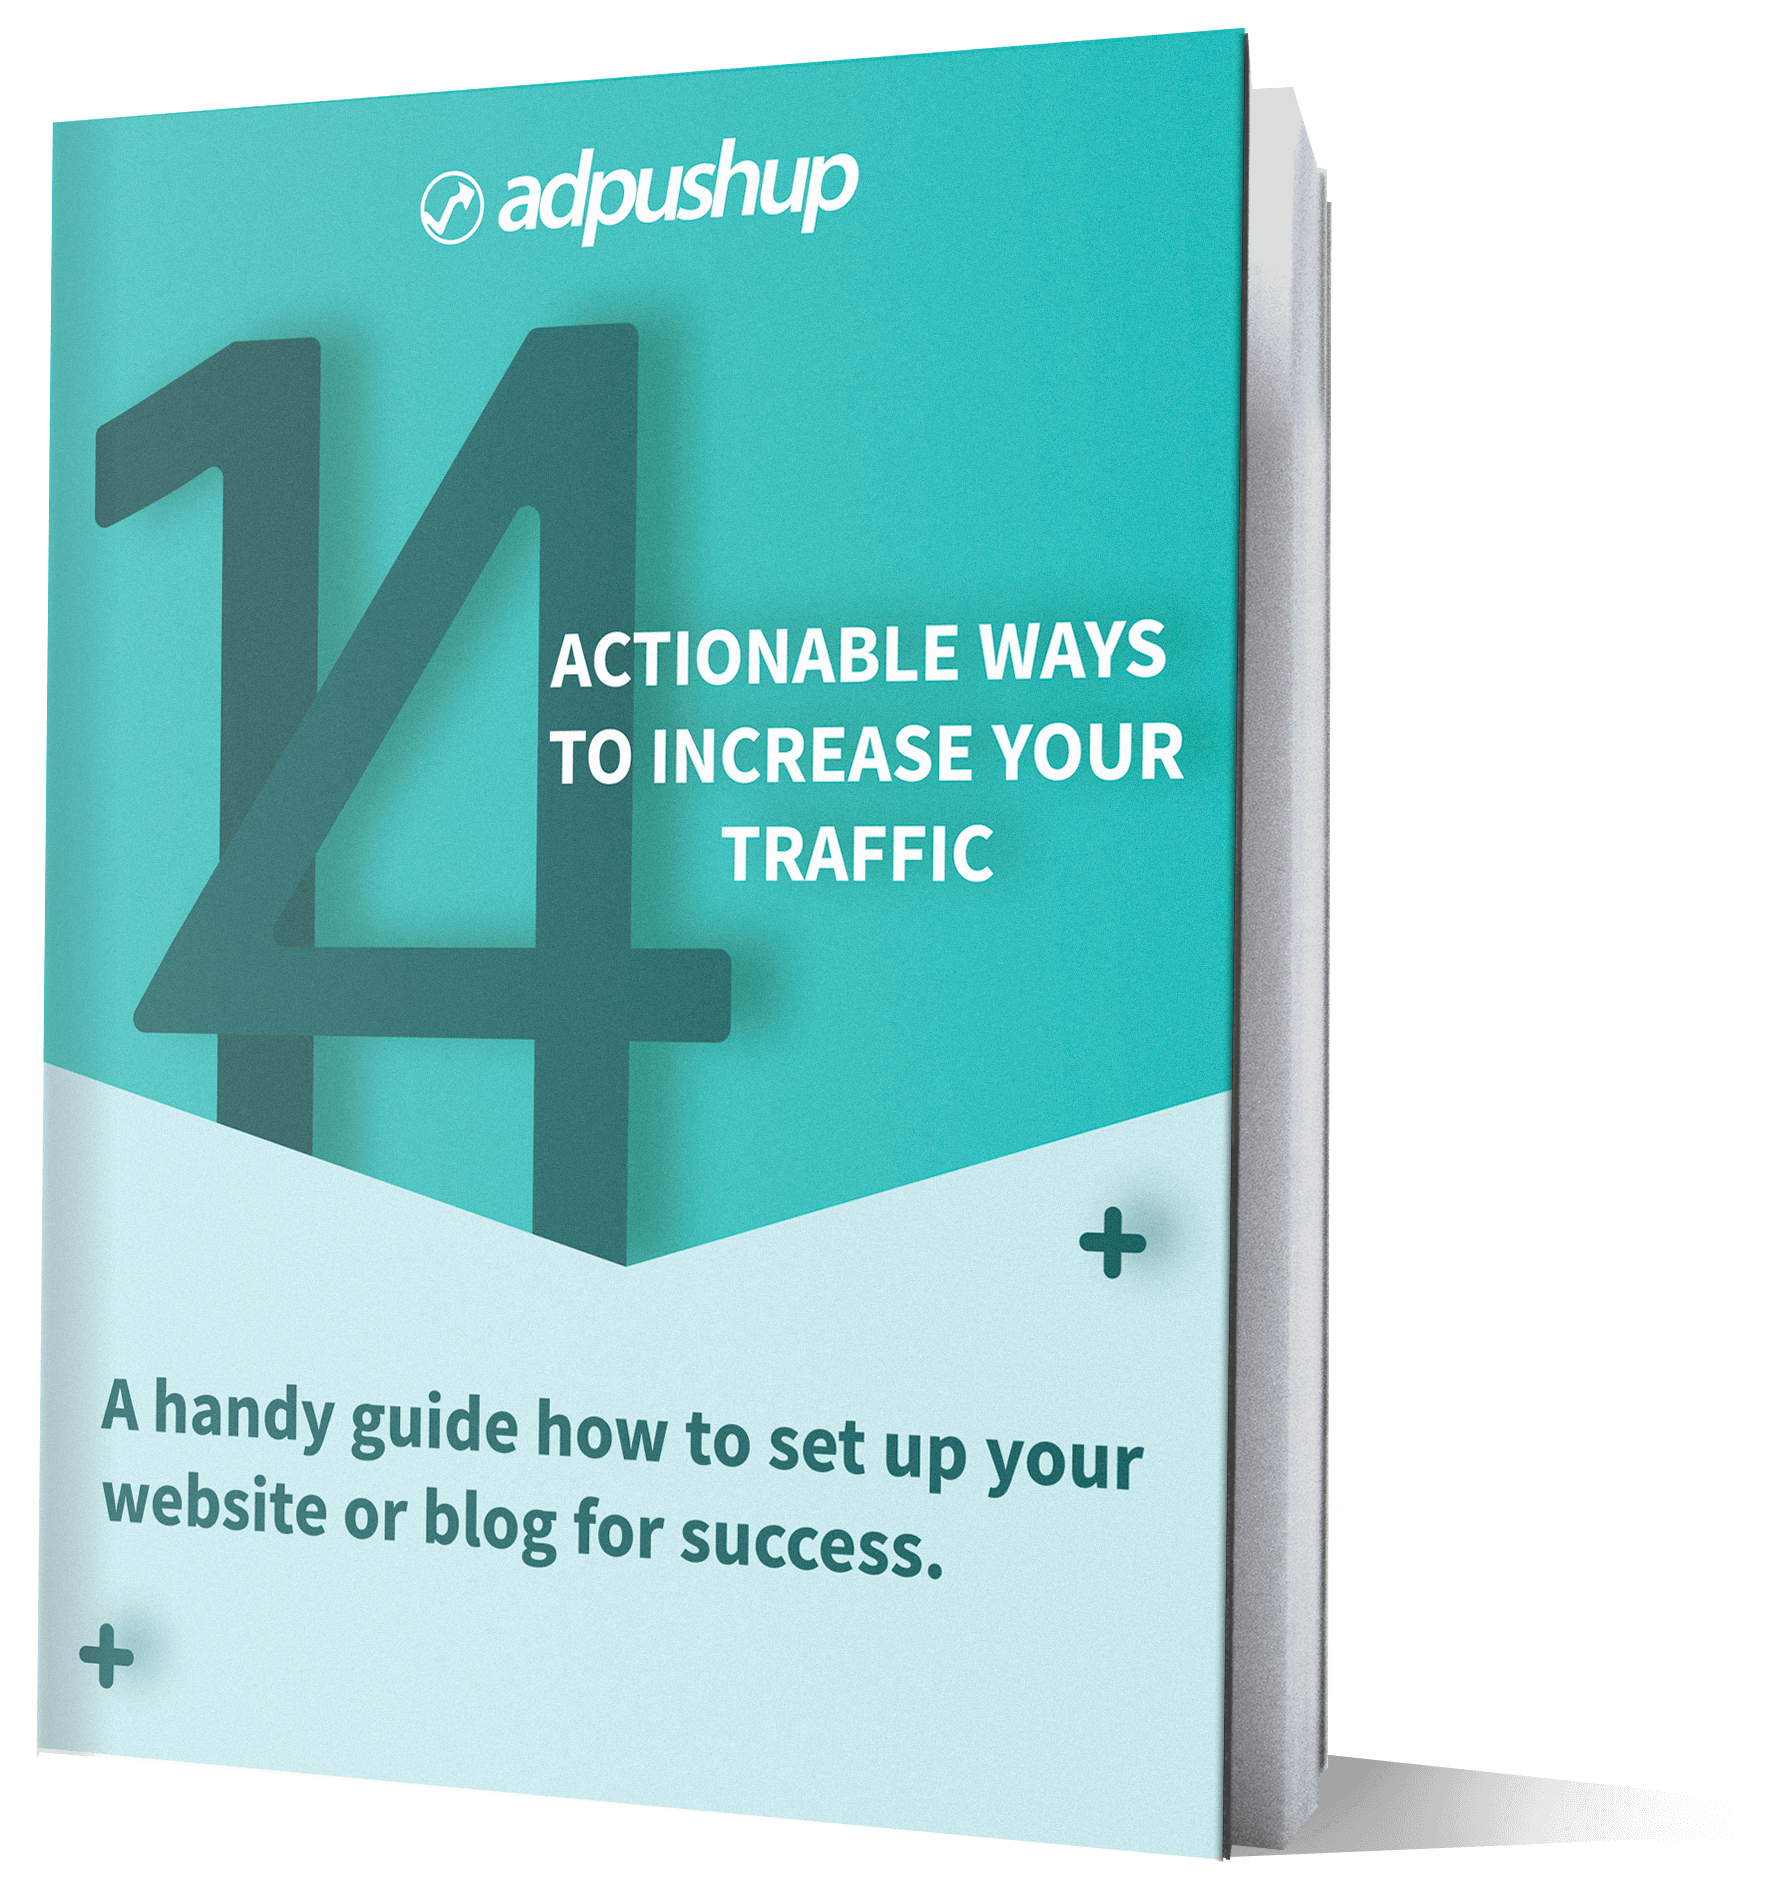 adpushup
14
ACTIONABLE WAYS
TO INCREASE YOUR
TRAFFIC
A handy guide how to set up your
website or blog for success.